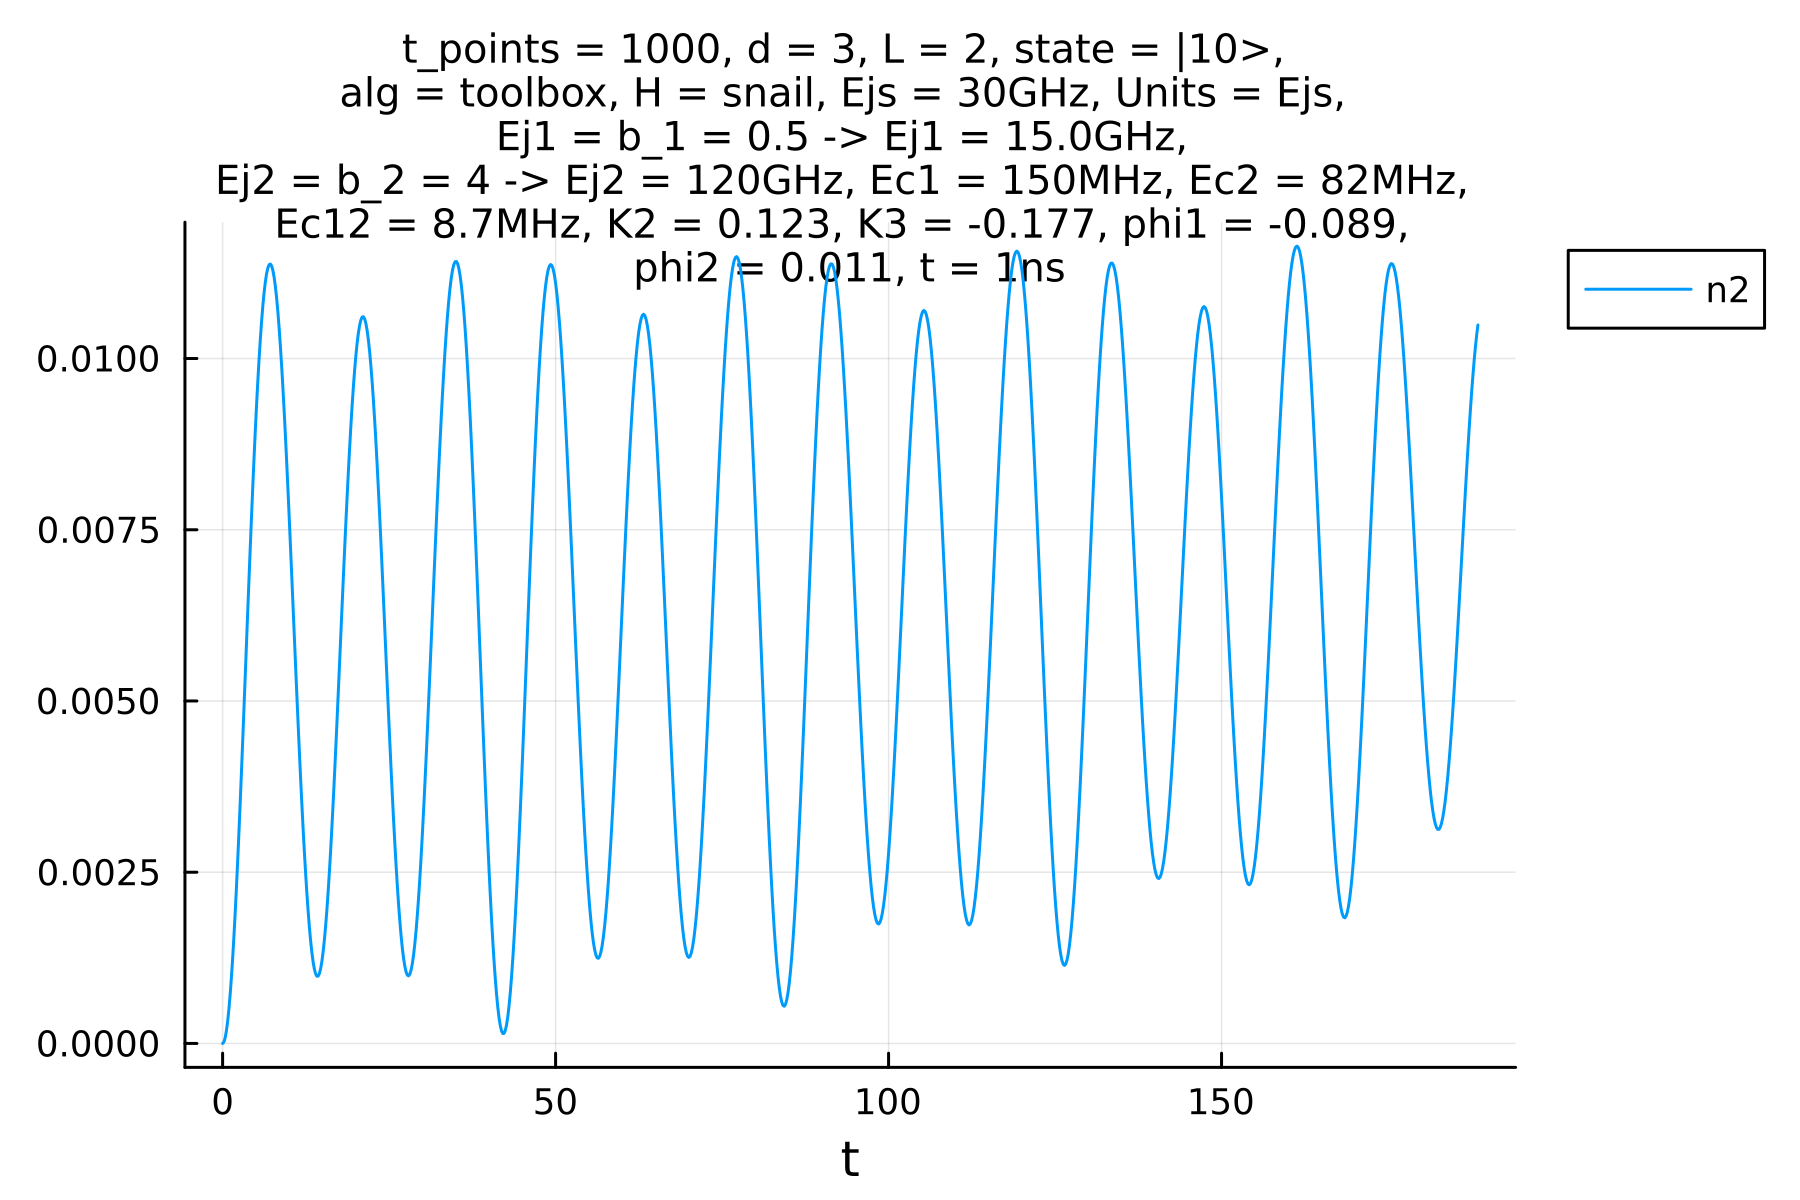 t_points = 1000, d = 3, L = 2, state = |10>,
alg = toolbox, H = snail, Ejs = 30GHz, Units = Ejs,
Ej1 = b_1 = 0.5 -> Ej1 = 15.0GHz,
Ej2 = b_2 = 4 -> Ej2 = 120GHz, Ec1 = 150MHz, Ec2 = 82MHz,
Ec12 = 8.7MHz, K2 = 0.123, K3 = -0.177, phi1 = -0.089,
phi2 = 0.011, t = 1ns
n2
0.0100
0.0075
0.0050
0.0025
0.0000
0 50 100 150
t